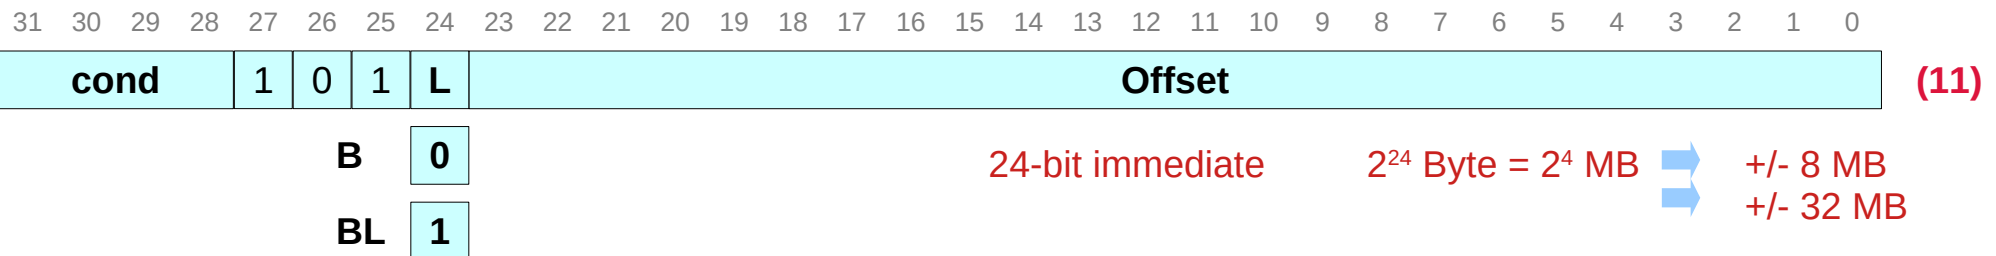 31 30 29 28 27 26 25 24 23 22 21 20 19 18 17 16 15 14 13 12 11 10 9 8 7 6 5 4 3 2 1 0
cond 1 0 1 L Offset (11)
B 0 24-bit immediate 2²⁴ Byte = 2⁴ MB +/- 8 MB
+/- 32 MB
BL 1